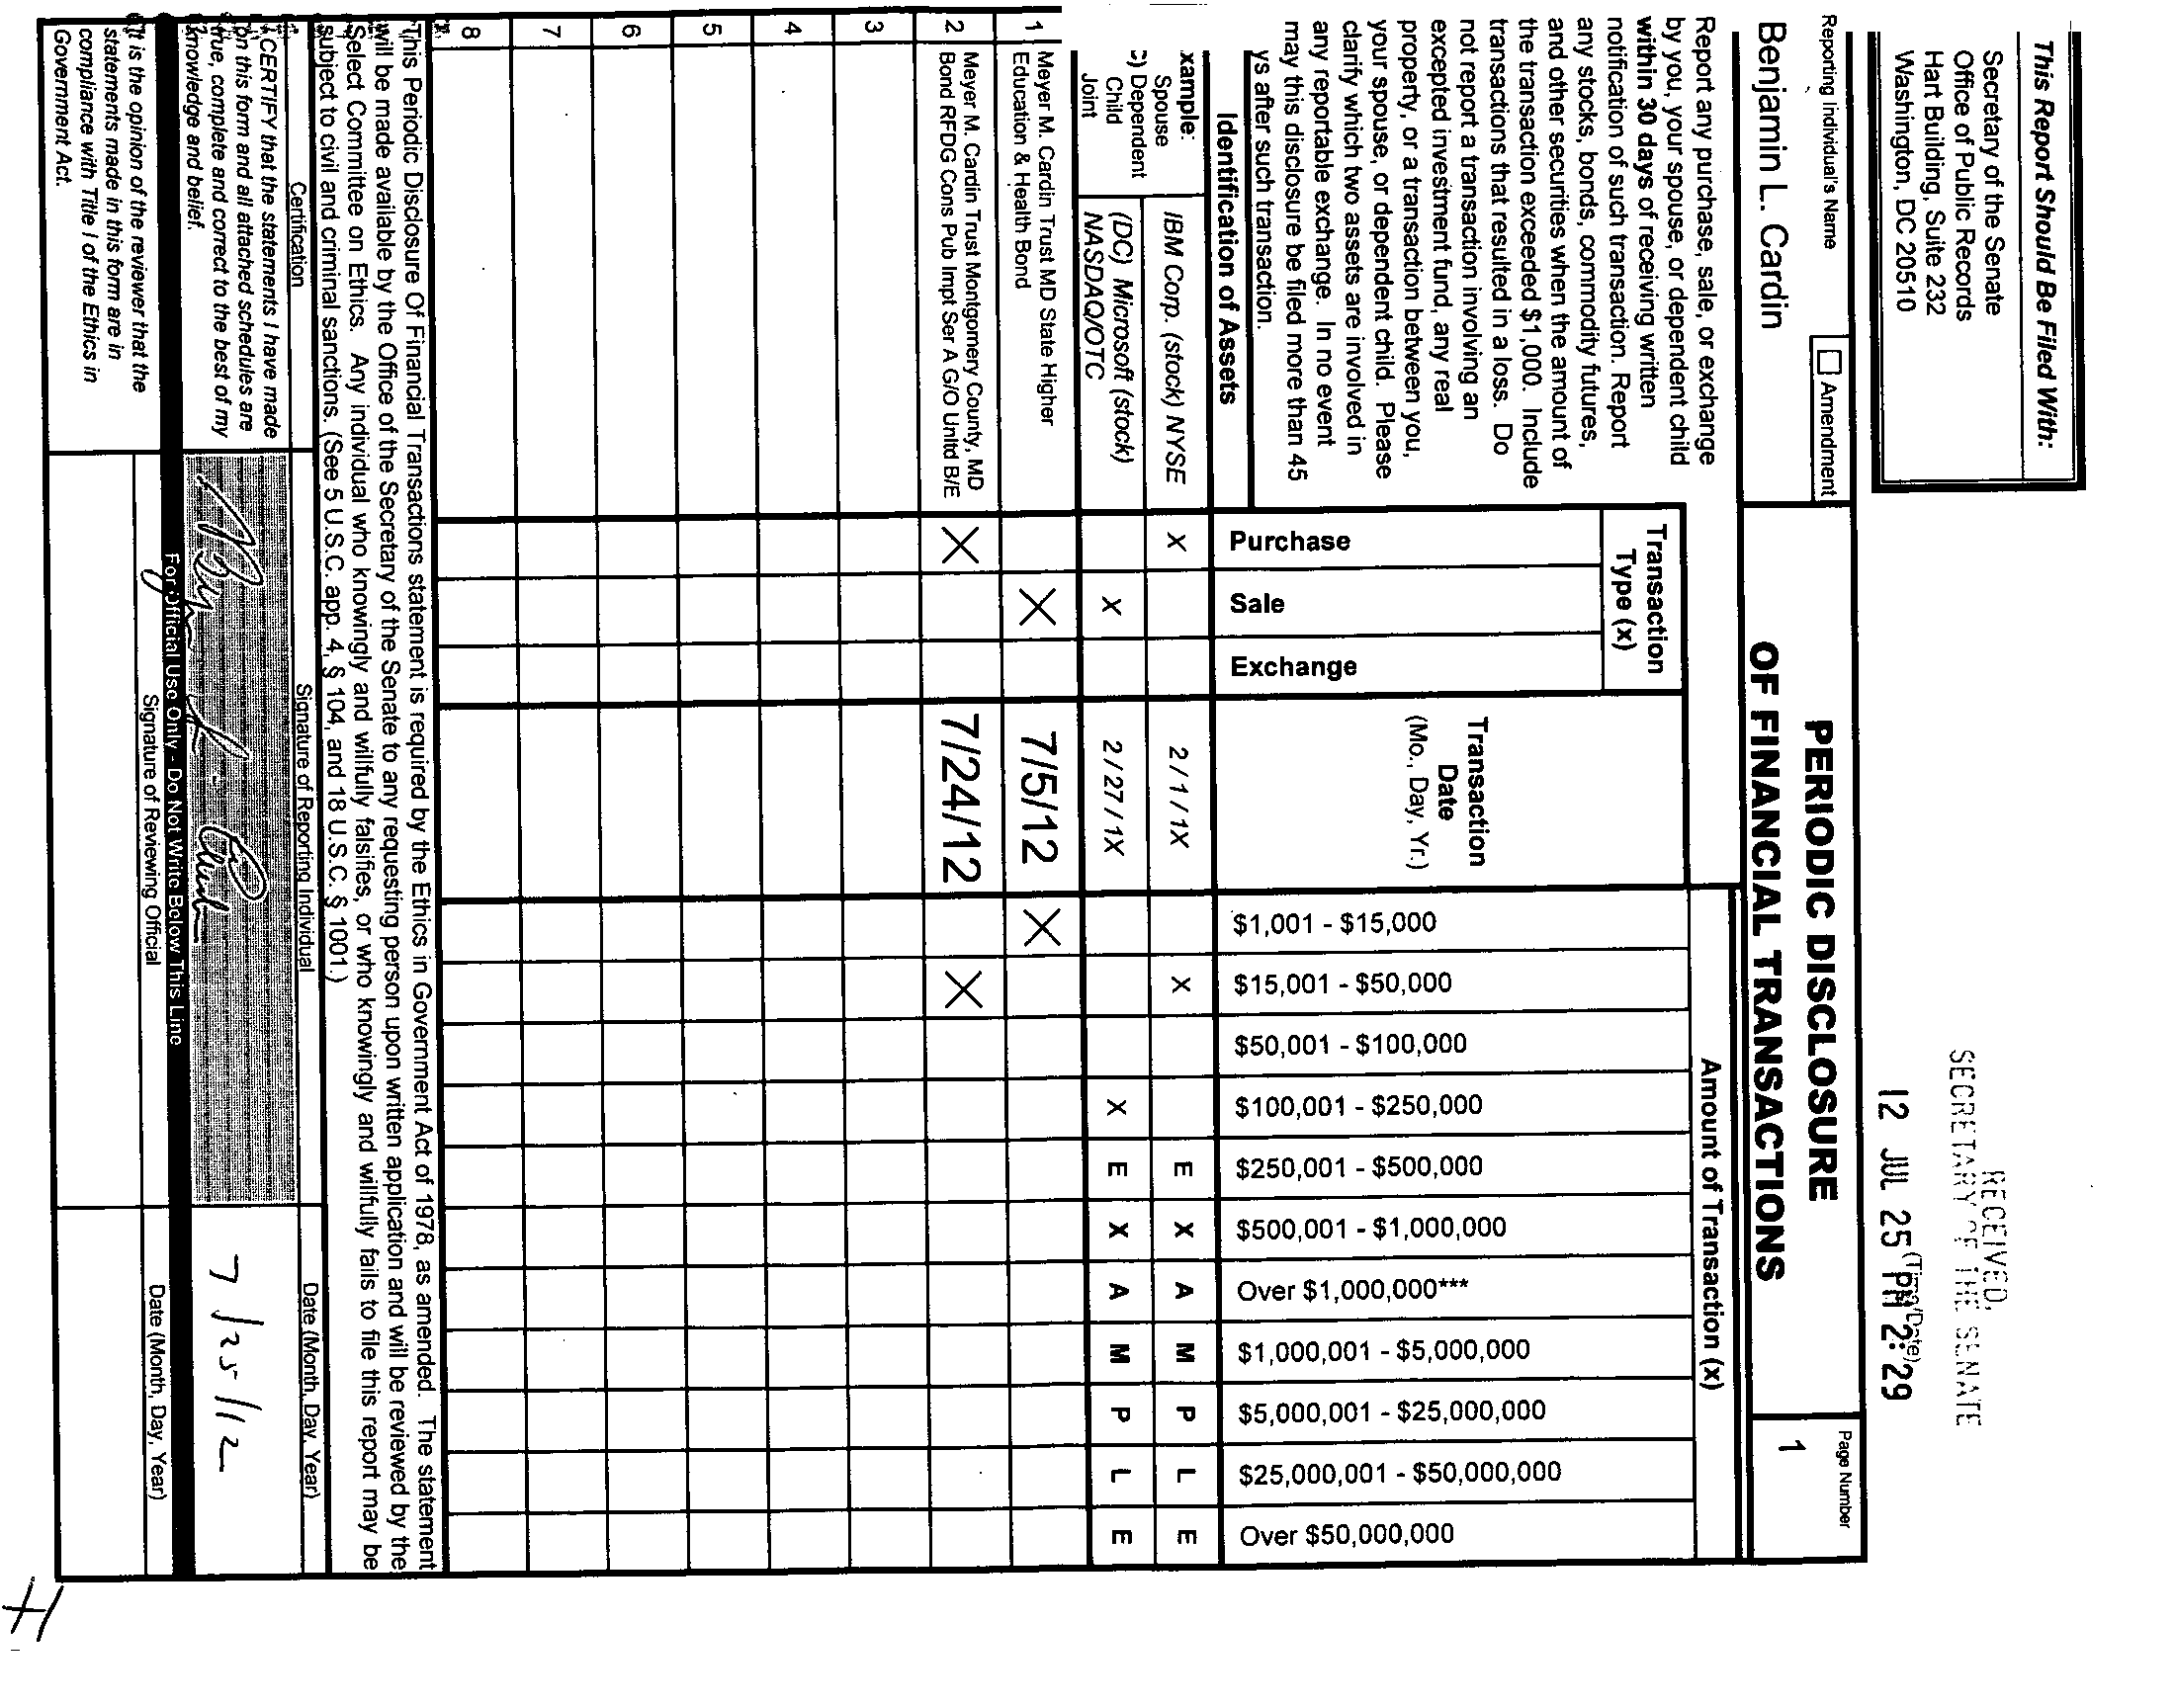 This Report Should Be Filed With:
Secretary of the Senate
Office of Public Records
Hart Building, Suite 232
Washington, DC 20510
RECEIVED,
SECRETARY OF THE SENATE
(Time/Date)
12 JUL 25 PM 2:29
Reporting Individual's Name
Amendment
Benjamin L. Cardin
PERIODIC DISCLOSURE
OF FINANCIAL TRANSACTIONS
Page Number
1
Report any purchase, sale, or exchange
by you, your spouse, or dependent child
within 30 days of receiving written
notification of such transaction. Report
any stocks, bonds, commodity futures,
and other securities when the amount of
the transaction exceeded $1,000. Include
transactions that resulted in a loss. Do
not report a transaction involving an
excepted investment fund, any real
property, or a transaction between you,
your spouse, or dependent child. Please
clarify which two assets are involved in
any reportable exchange. In no event
may this disclosure be filed more than 45
ys after such transaction.
Identification of Assets
Transaction
Type (x)
Purchase
Sale
Exchange
Transaction
Date
(Mo., Day, Yr.)
Amount of Transaction (x)
$1,001 - $15,000
$15,001 - $50,000
$50,001 - $100,000
$100,001 - $250,000
$250,001 - $500,000
$500,001 - $1,000,000
Over $1,000,000***
$1,000,001 - $5,000,000
$5,000,001 - $25,000,000
$25,000,001 - $50,000,000
Over $50,000,000
xample:
Spouse
c) Dependent
Child
Joint
IBM Corp. (stock) NYSE X 2 / 1 / 1X X E X A M P L E
(DC) Microsoft (stock)
NASDAQ/OTC X 2 / 27 / 1X X E X A M P L E
1 Meyer M. Cardin Trust MD State Higher
Education & Health Bond X 7/5/12 X
2 Meyer M. Cardin Trust Montgomery County, MD
Bond RFDG Cons Pub Impt Ser A G/O Unltd B/E X 7/24/12 X
3
4
5
6
7
8
This Periodic Disclosure Of Financial Transactions statement is required by the Ethics in Government Act of 1978, as amended. The statement
will be made available by the Office of the Secretary of the Senate to any requesting person upon written application and will be reviewed by the
Select Committee on Ethics. Any individual who knowingly and willfully falsifies, or who knowingly and willfully fails to file this report may be
subject to civil and criminal sanctions. (See 5 U.S.C. app. 4, § 104, and 18 U.S.C. § 1001.)
Certification
Signature of Reporting Individual
Date (Month, Day, Year)
I CERTIFY that the statements I have made
on this form and all attached schedules are
true, complete and correct to the best of my
knowledge and belief.
7/25/12
For Official Use Only - Do Not Write Below This Line
It is the opinion of the reviewer that the
statements made in this form are in
compliance with Title I of the Ethics in
Government Act.
Signature of Reviewing Official
Date (Month, Day, Year)
H